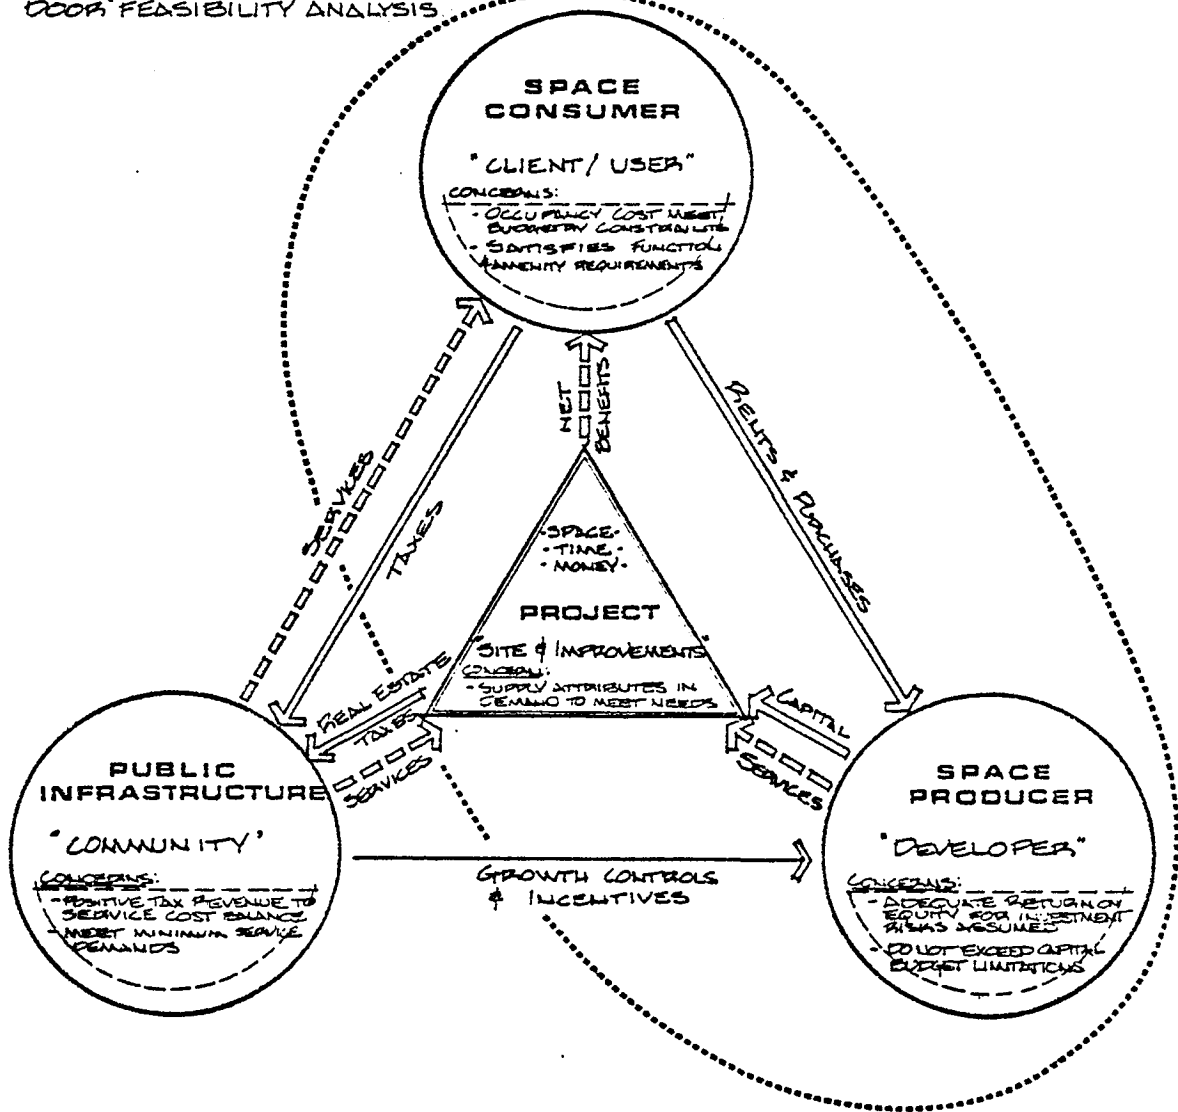 DOOR" FEASIBILITY ANALYSIS
SPACE
CONSUMER
"CLIENT / USER"
CONCERNS:
- OCCUPANCY COST MEET
BUDGETRY CONSTRAINTS
- SATISFIES FUNCTION
& AMENITY REQUIREMENTS
SERVICES
TAXES
NET
BENEFITS
RENTS & PURCHASES
- SPACE -
- TIME -
- MONEY -
PROJECT
"SITE & IMPROVEMENTS"
CONCERN:
- SUPPLY ATTRIBUTES IN
DEMAND TO MEET NEEDS
REAL ESTATE
TAXES
SERVICES
CAPITAL
SERVICES
PUBLIC
INFRASTRUCTURE
"COMMUNITY"
CONCERNS:
- POSITIVE TAX REVENUE TO
SERVICE COST BALANCE
- MEET MINIMUM SERVICE
DEMANDS
GROWTH CONTROLS
& INCENTIVES
SPACE
PRODUCER
"DEVELOPER"
CONCERNS:
- ADEQUATE RETURN ON
EQUITY FOR INVESTMENT
RISKS ASSUMED
- DO NOT EXCEED CAPITAL
BUDGET LIMITATIONS